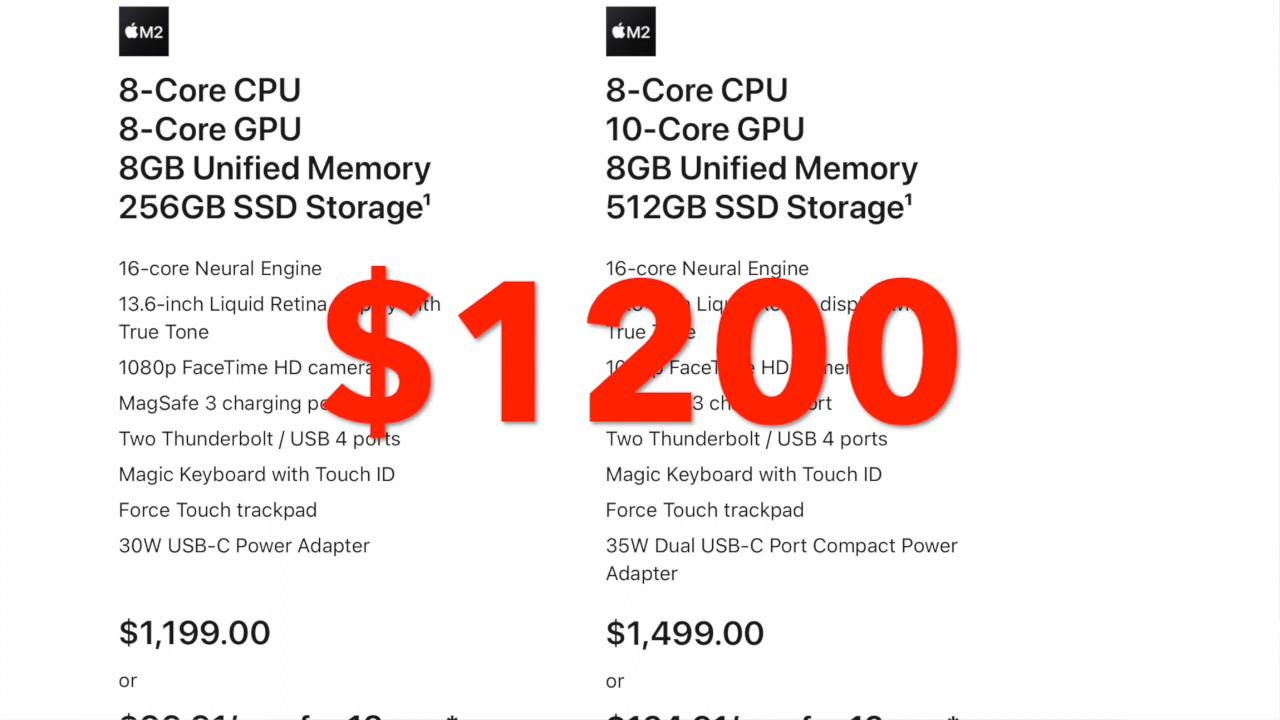 M2
8-Core CPU
8-Core GPU
8GB Unified Memory
256GB SSD Storage¹
16-core Neural Engine
13.6-inch Liquid Retina
True Tone
1080p FaceTime HD camera
MagSafe 3 charging
Two Thunderbolt / USB 4 ports
Magic Keyboard with Touch ID
Force Touch trackpad
30W USB-C Power Adapter
$1,199.00
or
M2
8-Core CPU
10-Core GPU
8GB Unified Memory
512GB SSD Storage¹
16-core Neural Engine
True Tone
HD
3
Two Thunderbolt / USB 4 ports
Magic Keyboard with Touch ID
Force Touch trackpad
35W Dual USB-C Port Compact Power
Adapter
$1,499.00
or
$1200